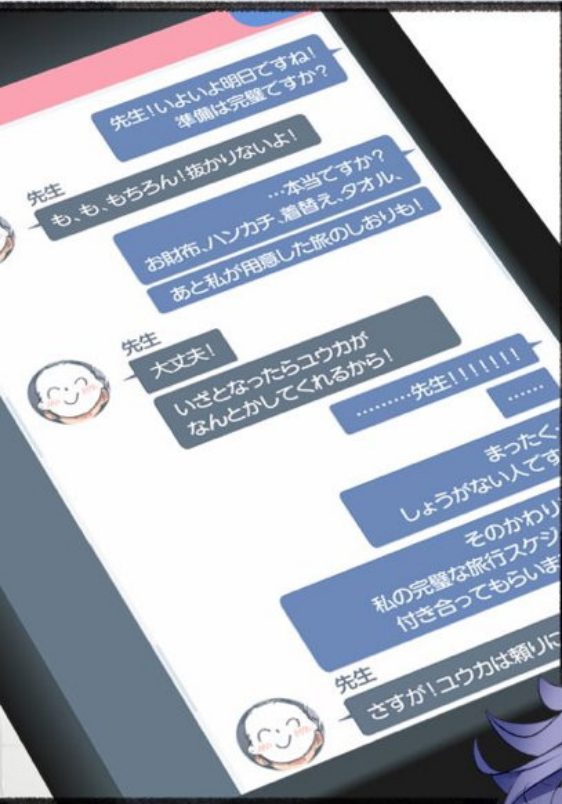 先生！いよいよ明日ですね！
準備は完璧ですか？
先生
も、も、もちろん！抜かりないよ！
…本当ですか？
お財布、ハンカチ、着替え、タオル、
あと私が用意した旅のしおりも！
先生
大丈夫！
いざとなったらユウカが
なんとかしてくれるから！
………先生！！！！！！！
……
まったく…
しょうがない人です
そのかわり
私の完璧な旅行スケジ
付き合ってもらいま
先生
さすが！ユウカは頼りに